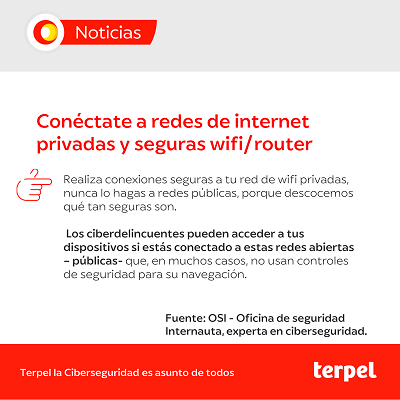 Noticias
Conéctate a redes de internet
privadas y seguras wifi/router
Realiza conexiones seguras a tu red de wifi privadas,
nunca lo hagas a redes públicas, porque descocemos
qué tan seguras son.
Los ciberdelincuentes pueden acceder a tus
dispositivos si estás conectado a estas redes abiertas
– públicas- que, en muchos casos, no usan controles
de seguridad para su navegación.
Fuente: OSI - Oficina de seguridad
Internauta, experta en ciberseguridad.
Terpel la Ciberseguridad es asunto de todos
terpel